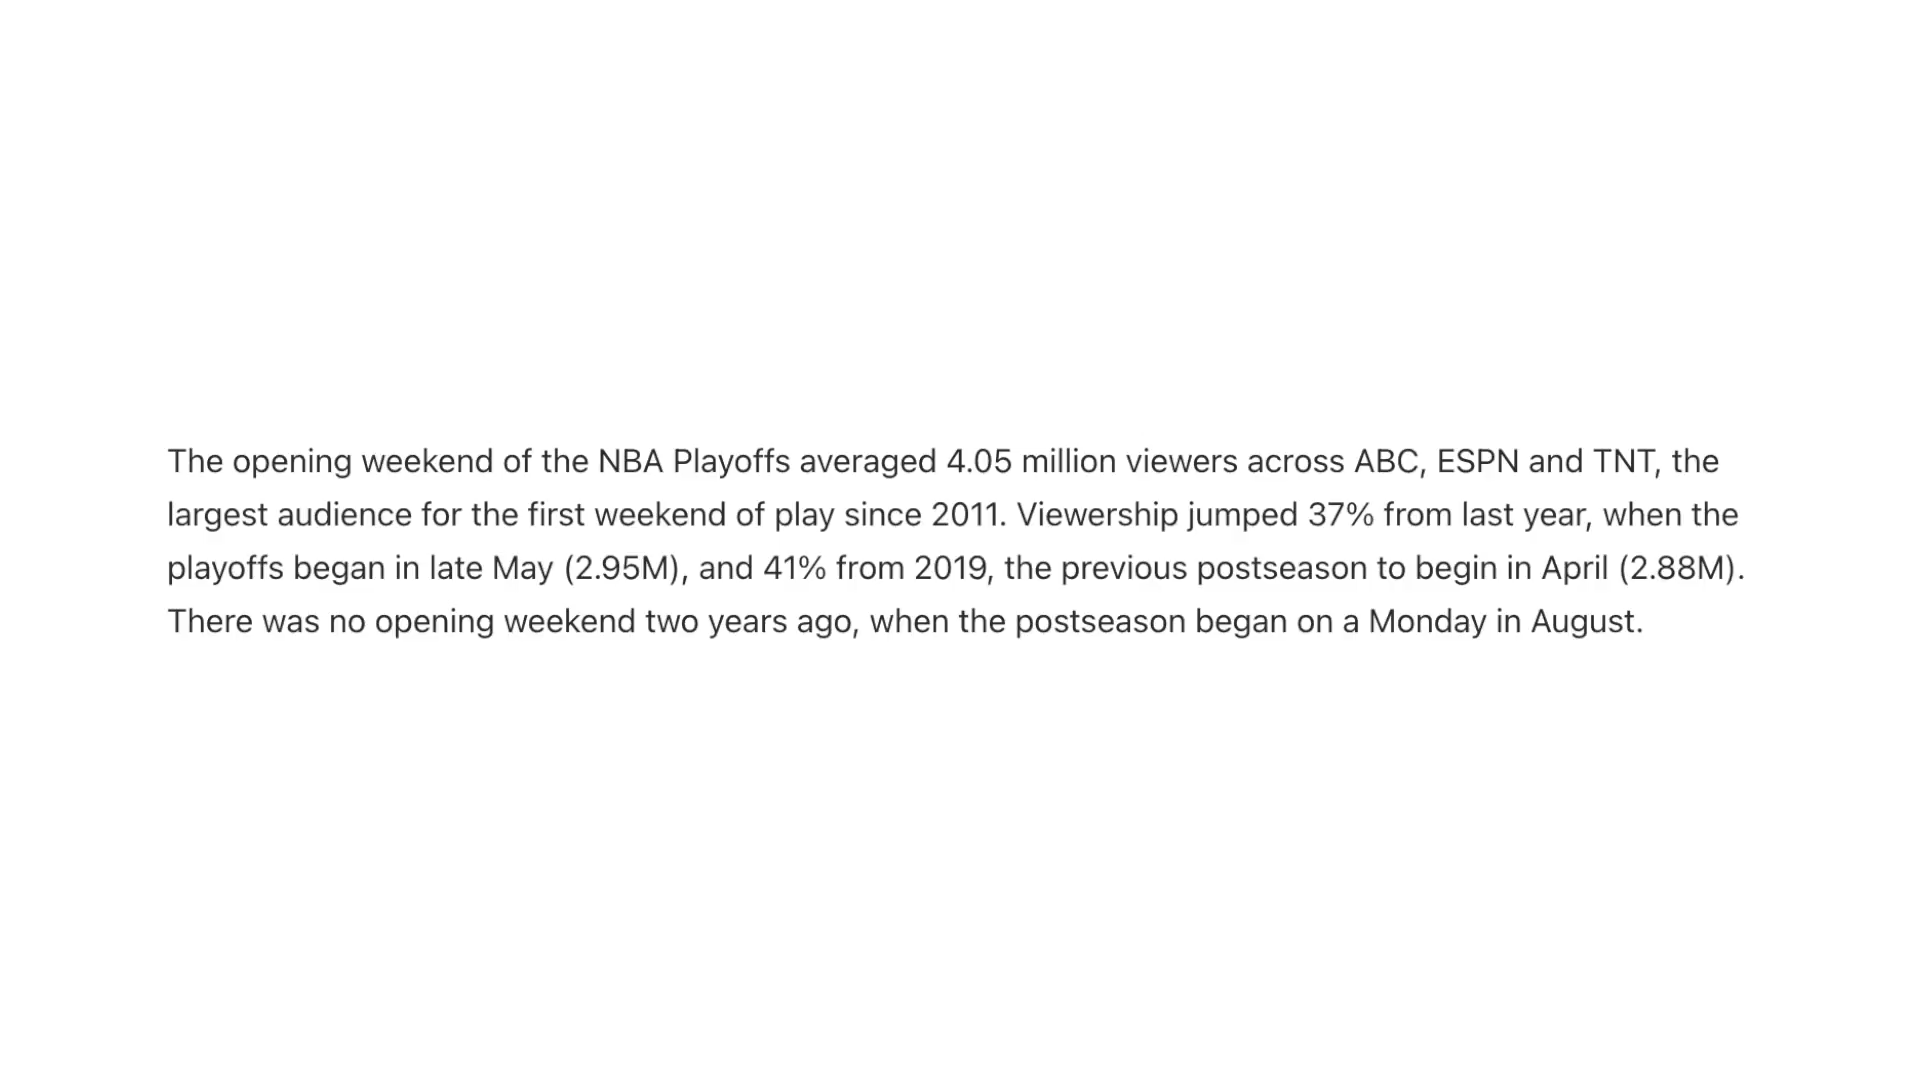 The opening weekend of the NBA Playoffs averaged 4.05 million viewers across ABC, ESPN and TNT, the
largest audience for the first weekend of play since 2011. Viewership jumped 37% from last year, when the
playoffs began in late May (2.95M), and 41% from 2019, the previous postseason to begin in April (2.88M).
There was no opening weekend two years ago, when the postseason began on a Monday in August.